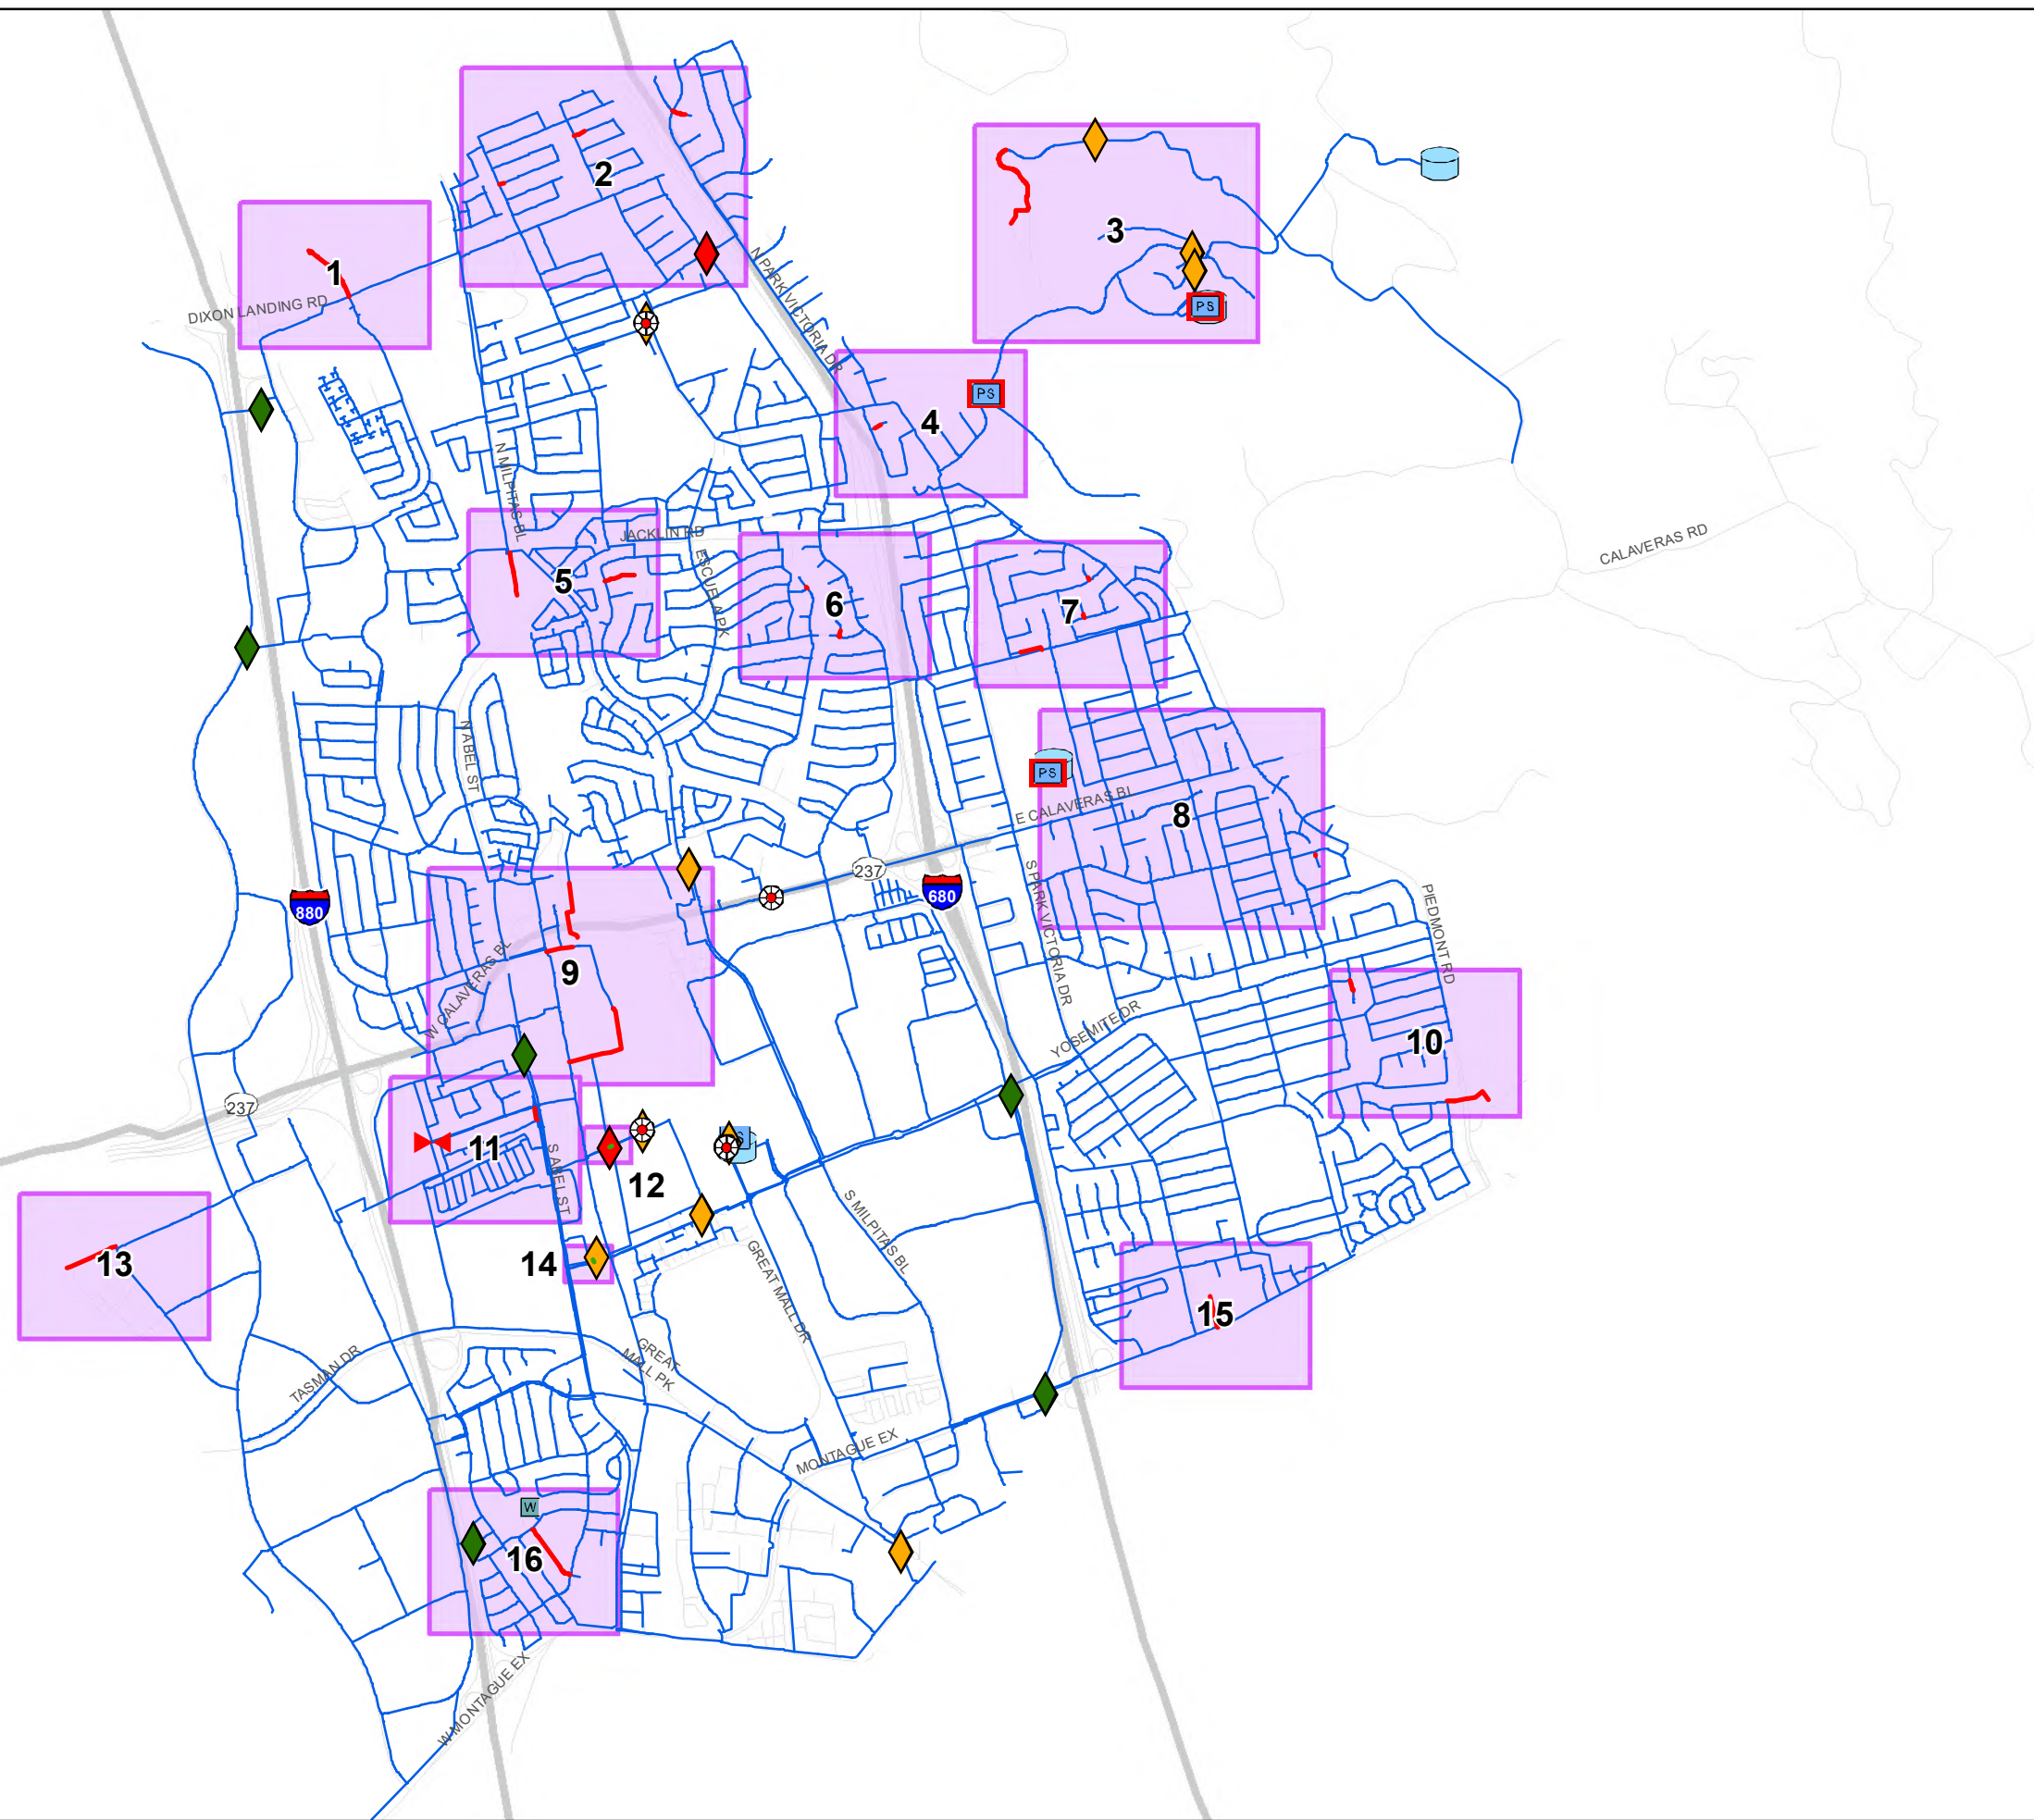 2
3
1
DIXON LANDING RD
N PARK VICTORIA DR
PS
PS
4
N MILPITAS BL
JACKLIN RD
ESCUELA PK
5
6
7
CALAVERAS RD
N ABEL ST
PS
E CALAVERAS BL
8
237
680
880
S PARK VICTORIA DR
PIEDMONT RD
W CALAVERAS BL
9
YOSEMITE DR
10
237
11
S ABEL ST
12
S MILPITAS BL
13
14
GREAT MALL DR
15
TASMAN DR
GREAT
MALL PK
MONTAGUE EX
W
16
W MONTAGUE EX